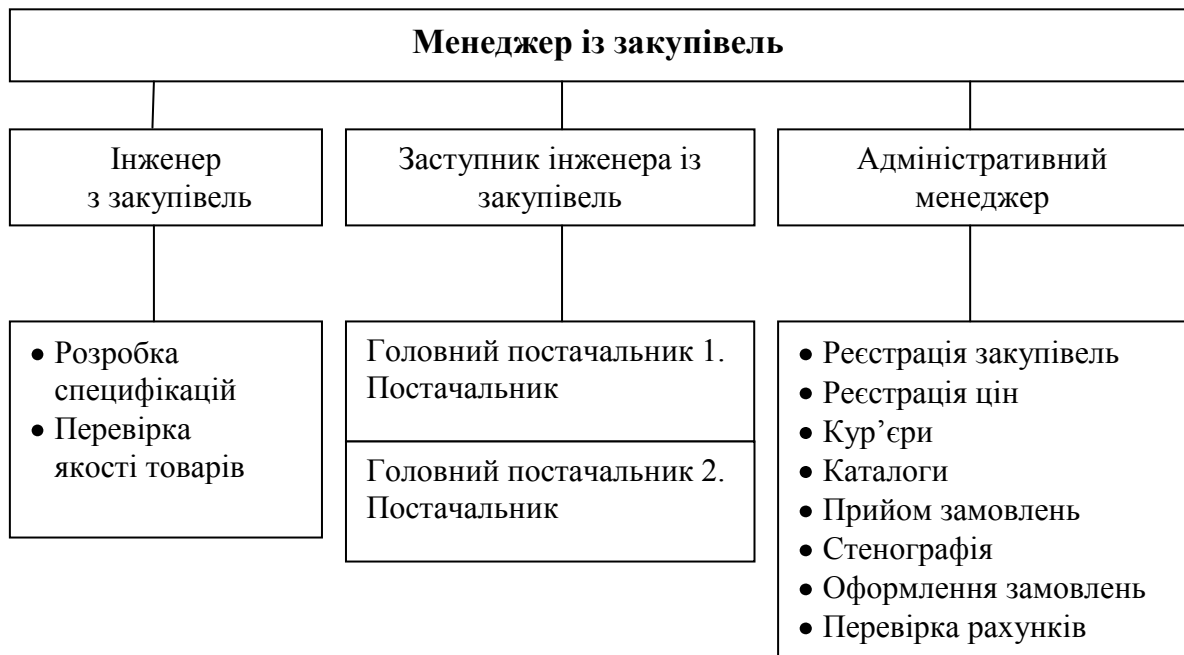 Менеджер із закупівель
Інженер
з закупівель
Заступник інженера із
закупівель
Адміністративний
менеджер
• Розробка
специфікацій
• Перевірка
якості товарів
Головний постачальник 1.
Постачальник
Головний постачальник 2.
Постачальник
• Реєстрація закупівель
• Реєстрація цін
• Кур’єри
• Каталоги
• Прийом замовлень
• Стенографія
• Оформлення замовлень
• Перевірка рахунків